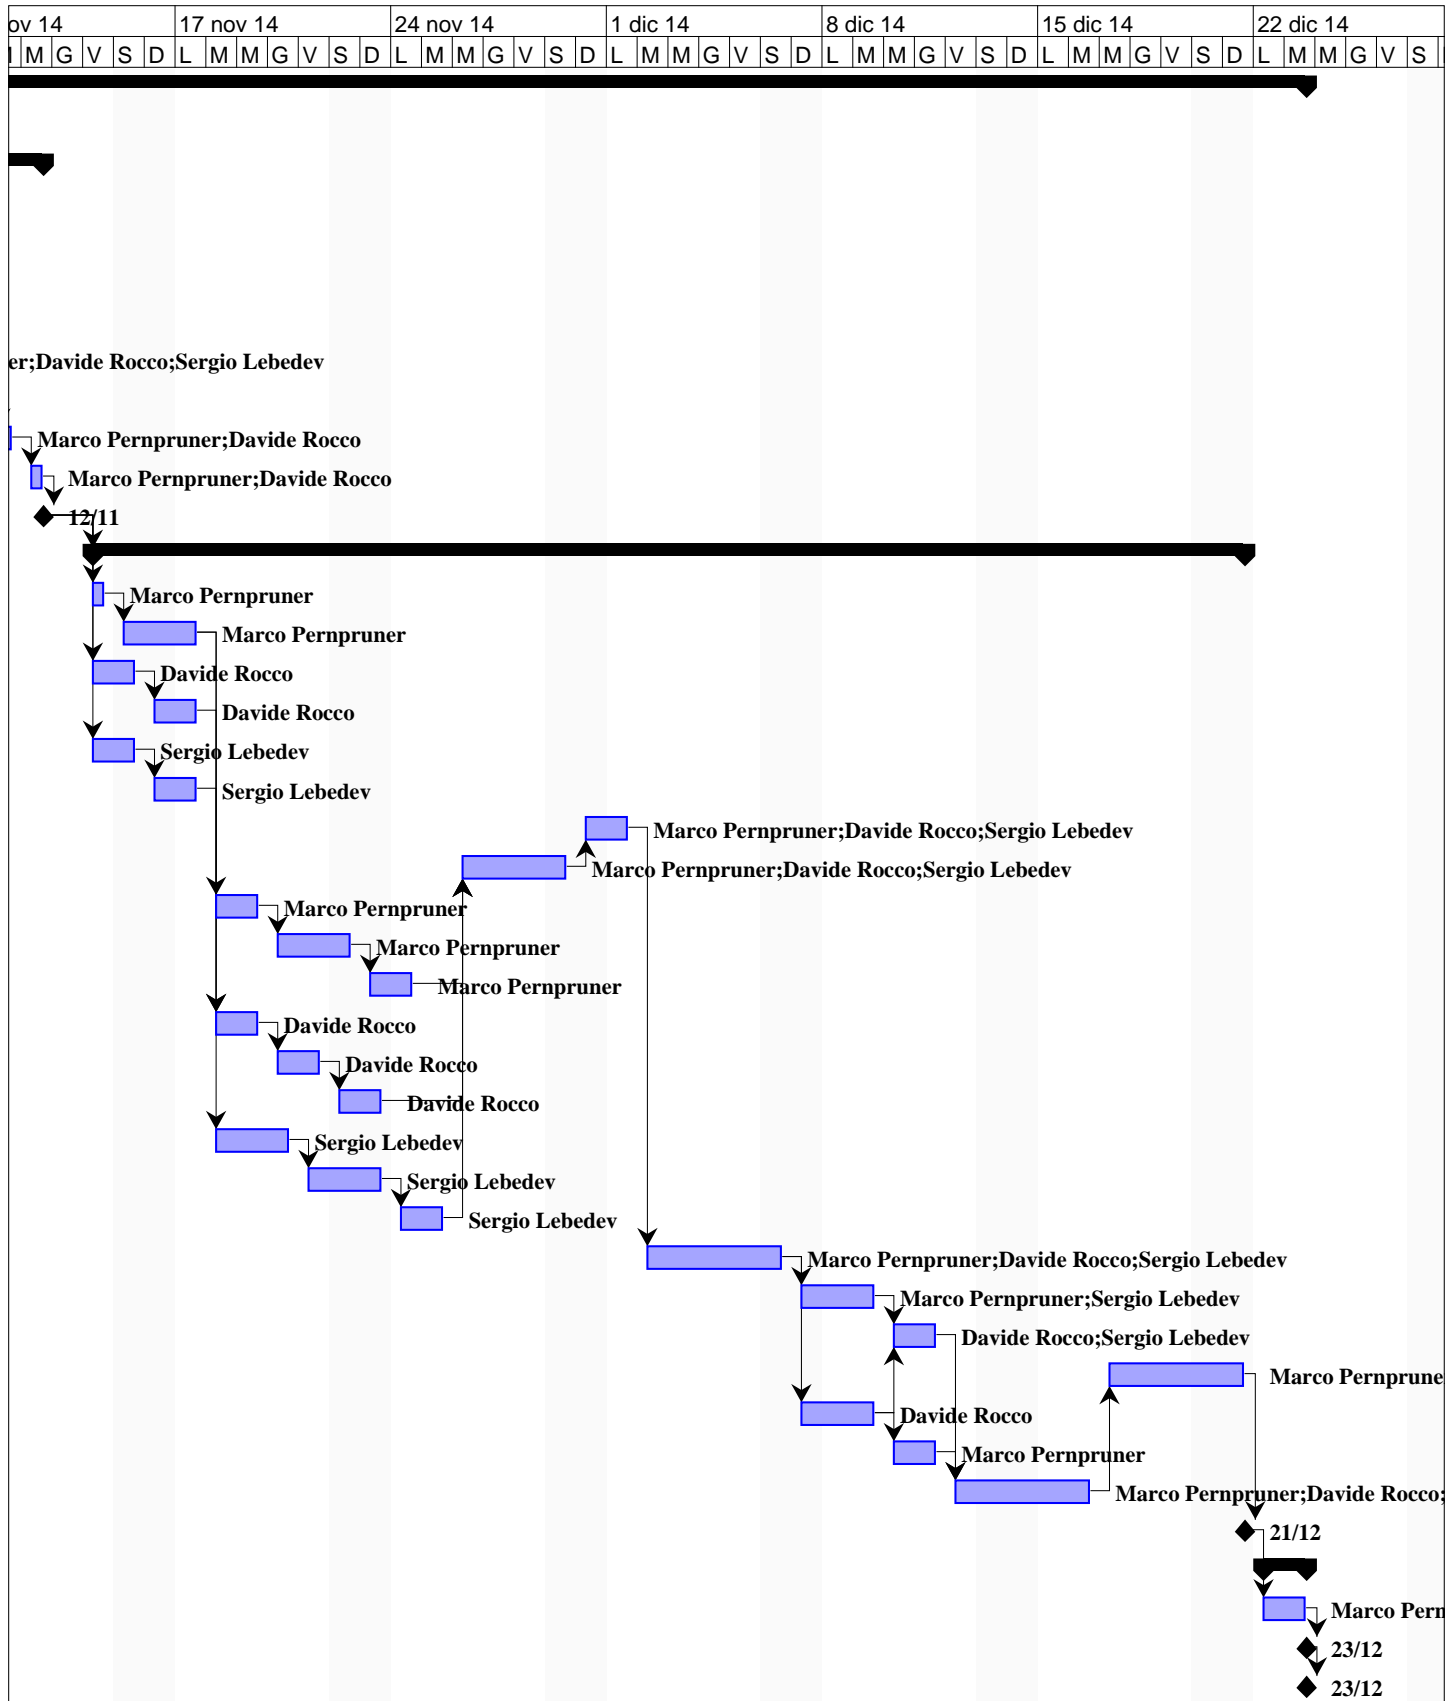 ov 14 17 nov 14 24 nov 14 1 dic 14 8 dic 14 15 dic 14 22 dic 14
M G V S D L M M G V S D L M M G V S D L M M G V S D L M M G V S D L M M G V S D L M M G V S
er;Davide Rocco;Sergio Lebedev
Marco Pernpruner;Davide Rocco
Marco Pernpruner;Davide Rocco
12/11
Marco Pernpruner
Marco Pernpruner
Davide Rocco
Davide Rocco
Sergio Lebedev
Sergio Lebedev
Marco Pernpruner;Davide Rocco;Sergio Lebedev
Marco Pernpruner;Davide Rocco;Sergio Lebedev
Marco Pernpruner
Marco Pernpruner
Marco Pernpruner
Davide Rocco
Davide Rocco
Davide Rocco
Sergio Lebedev
Sergio Lebedev
Sergio Lebedev
Marco Pernpruner;Davide Rocco;Sergio Lebedev
Marco Pernpruner;Sergio Lebedev
Davide Rocco;Sergio Lebedev
Marco Pernprune
Davide Rocco
Marco Pernpruner
Marco Pernpruner;Davide Rocco;
21/12
Marco Pern
23/12
23/12